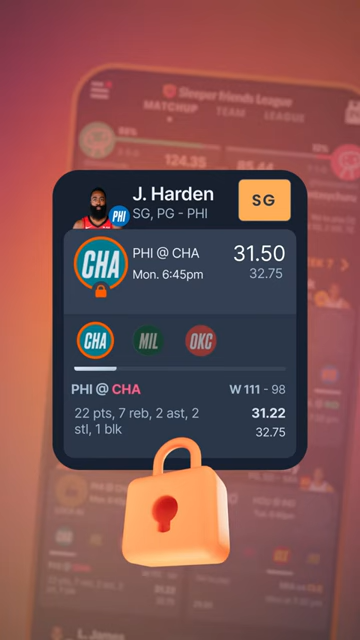 Sleeper friends League
MATCHUP TEAM LEAGUE
124.35 85.44
J. Harden
SG
PHI
SG, PG - PHI
CHA
PHI @ CHA
31.50
Mon. 6:45pm
32.75
CHA MIL OKC
PHI @ CHA W 111 - 98
22 pts, 7 reb, 2 ast, 2 31.22
stl, 1 blk 32.75